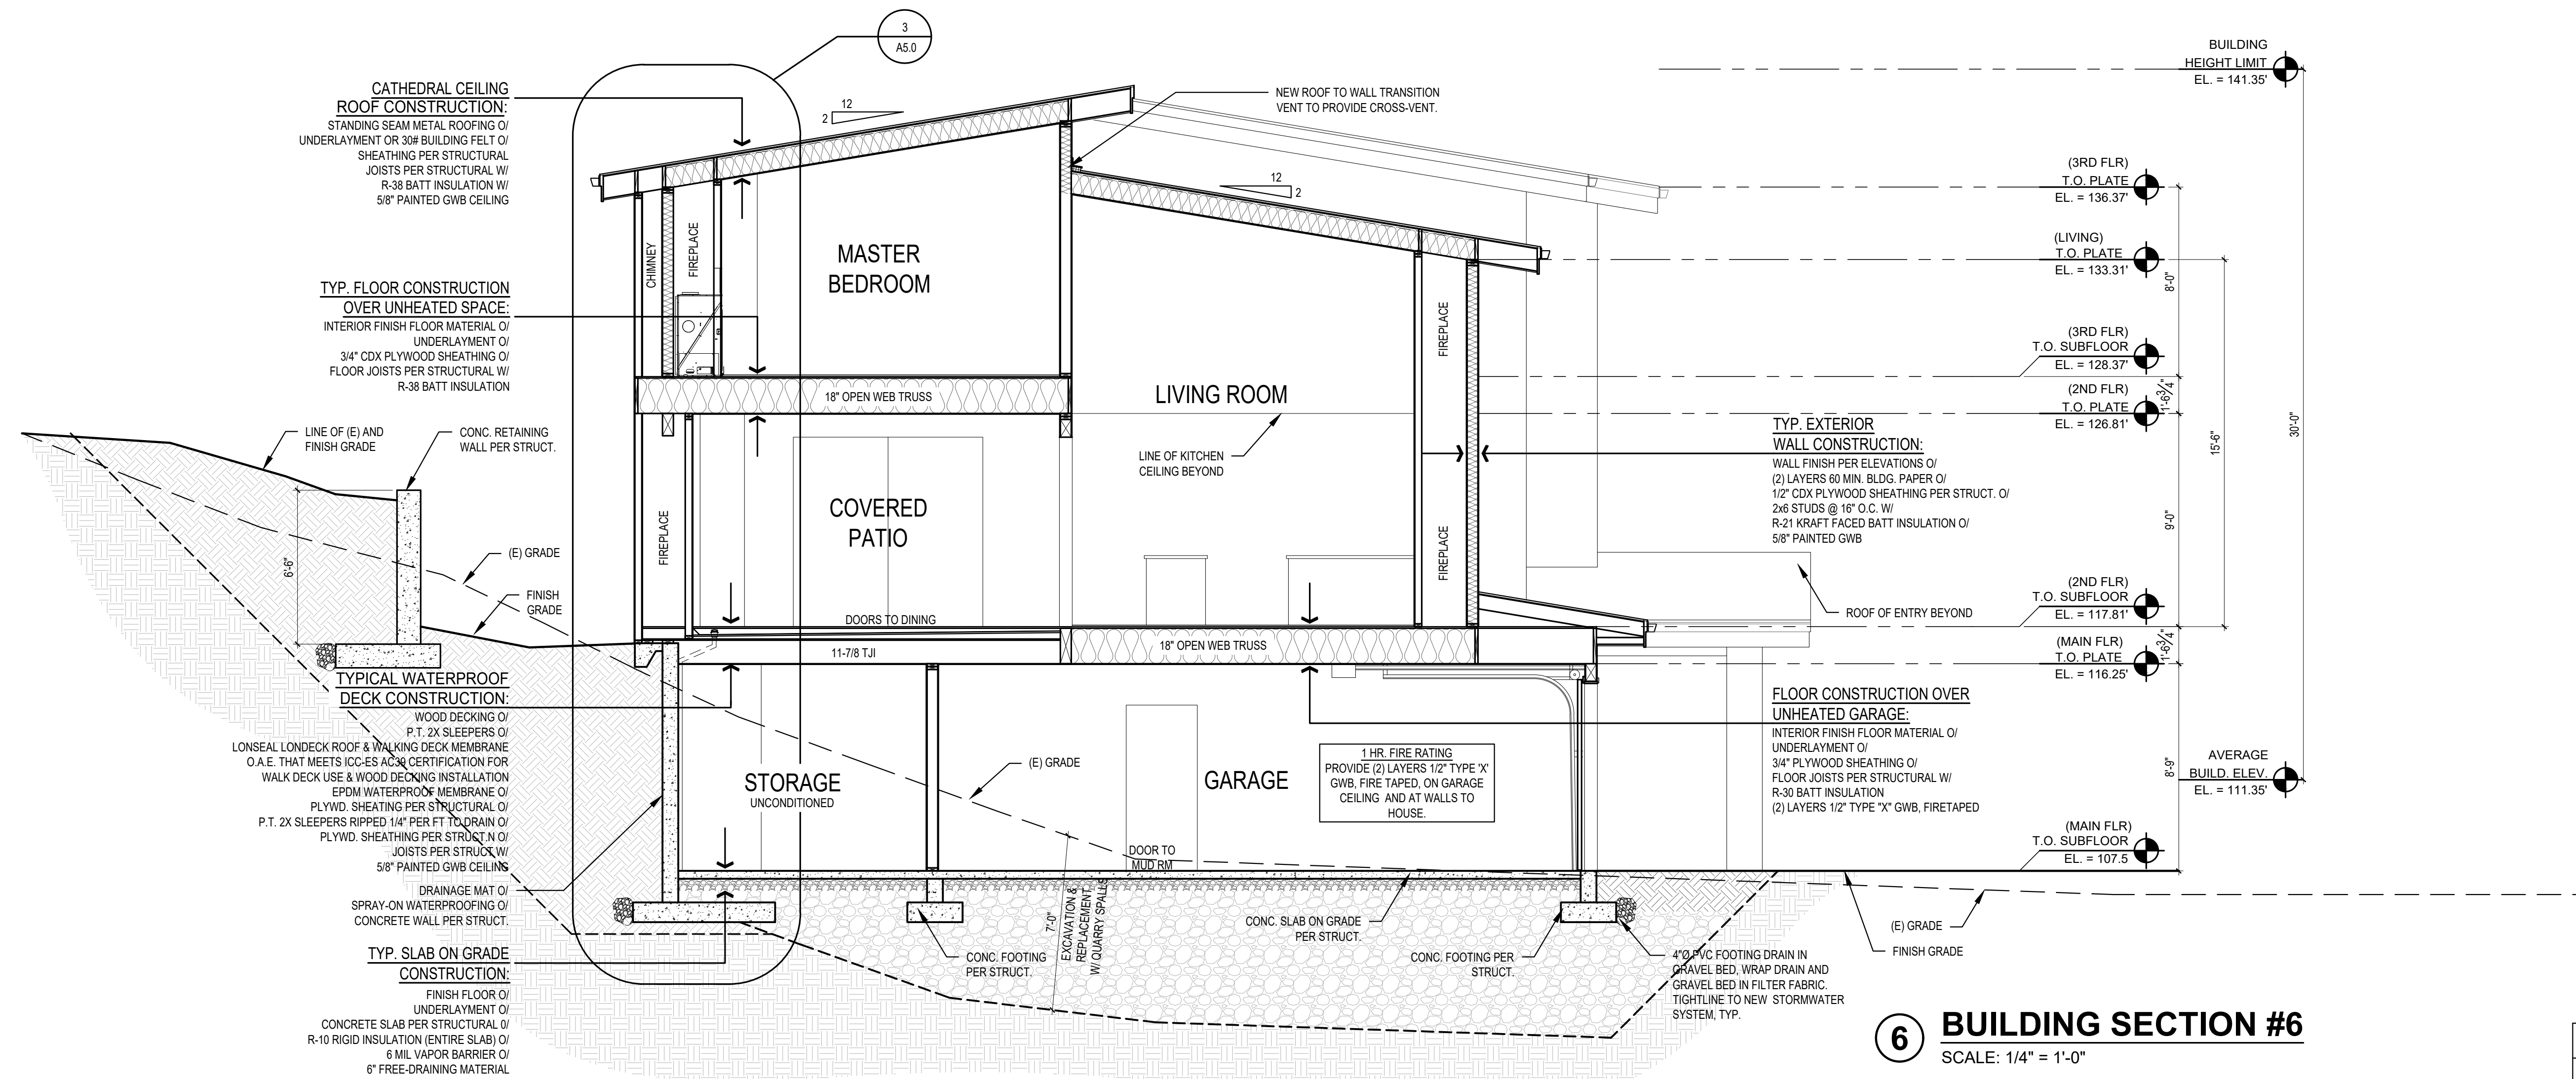 3
A5.0
CATHEDRAL CEILING
ROOF CONSTRUCTION:
STANDING SEAM METAL ROOFING O/
UNDERLAYMENT OR 30# BUILDING FELT O/
SHEATHING PER STRUCTURAL
JOISTS PER STRUCTURAL W/
R-38 BATT INSULATION W/
5/8" PAINTED GWB CEILING
TYP. FLOOR CONSTRUCTION
OVER UNHEATED SPACE:
INTERIOR FINISH FLOOR MATERIAL O/
UNDERLAYMENT O/
3/4" CDX PLYWOOD SHEATHING O/
FLOOR JOISTS PER STRUCTURAL W/
R-38 BATT INSULATION
LINE OF (E) AND
FINISH GRADE
CONC. RETAINING
WALL PER STRUCT.
6'-6"
(E) GRADE
FINISH
GRADE
TYPICAL WATERPROOF
DECK CONSTRUCTION:
WOOD DECKING O/
P.T. 2X SLEEPERS O/
LONSEAL LONDECK ROOF & WALKING DECK MEMBRANE
O.A.E. THAT MEETS ICC-ES AC39 CERTIFICATION FOR
WALK DECK USE & WOOD DECKING INSTALLATION
EPDM WATERPROOF MEMBRANE O/
PLYWD. SHEATING PER STRUCTURAL O/
P.T. 2X SLEEPERS RIPPED 1/4" PER FT TO DRAIN O/
PLYWD. SHEATHING PER STRUCT.N O/
JOISTS PER STRUCT W/
5/8" PAINTED GWB CEILING
DRAINAGE MAT O/
SPRAY-ON WATERPROOFING O/
CONCRETE WALL PER STRUCT.
TYP. SLAB ON GRADE
CONSTRUCTION:
FINISH FLOOR O/
UNDERLAYMENT O/
CONCRETE SLAB PER STRUCTURAL 0/
R-10 RIGID INSULATION (ENTIRE SLAB) O/
6 MIL VAPOR BARRIER O/
6" FREE-DRAINING MATERIAL
12
2
CHIMNEY
FIREPLACE
MASTER
BEDROOM
18" OPEN WEB TRUSS
FIREPLACE
COVERED
PATIO
DOORS TO DINING
11-7/8 TJI
STORAGE
UNCONDITIONED
NEW ROOF TO WALL TRANSITION
VENT TO PROVIDE CROSS-VENT.
12
2
LIVING ROOM
LINE OF KITCHEN
CEILING BEYOND
FIREPLACE
FIREPLACE
18" OPEN WEB TRUSS
(E) GRADE
GARAGE
1 HR. FIRE RATING
PROVIDE (2) LAYERS 1/2" TYPE 'X'
GWB, FIRE TAPED, ON GARAGE
CEILING AND AT WALLS TO
HOUSE.
DOOR TO
MUD RM
7'-0"
EXCAVATION &
REPLACEMENT
W/ QUARRY SPALLS
CONC. FOOTING
PER STRUCT.
CONC. SLAB ON GRADE
PER STRUCT.
CONC. FOOTING PER
STRUCT.
4"Ø PVC FOOTING DRAIN IN
GRAVEL BED, WRAP DRAIN AND
GRAVEL BED IN FILTER FABRIC.
TIGHTLINE TO NEW STORMWATER
SYSTEM, TYP.
(E) GRADE
FINISH GRADE
TYP. EXTERIOR
WALL CONSTRUCTION:
WALL FINISH PER ELEVATIONS O/
(2) LAYERS 60 MIN. BLDG. PAPER O/
1/2" CDX PLYWOOD SHEATHING PER STRUCT. O/
2x6 STUDS @ 16" O.C. W/
R-21 KRAFT FACED BATT INSULATION O/
5/8" PAINTED GWB
ROOF OF ENTRY BEYOND
FLOOR CONSTRUCTION OVER
UNHEATED GARAGE:
INTERIOR FINISH FLOOR MATERIAL O/
UNDERLAYMENT O/
3/4" PLYWOOD SHEATHING O/
FLOOR JOISTS PER STRUCTURAL W/
R-30 BATT INSULATION
(2) LAYERS 1/2" TYPE "X" GWB, FIRETAPED
BUILDING
HEIGHT LIMIT
EL. = 141.35'
(3RD FLR)
T.O. PLATE
EL. = 136.37'
(LIVING)
T.O. PLATE
EL. = 133.31'
8'-0"
(3RD FLR)
T.O. SUBFLOOR
EL. = 128.37'
(2ND FLR)
T.O. PLATE
EL. = 126.81'
1'-6 3/4"
15'-6"
30'-0"
9'-0"
(2ND FLR)
T.O. SUBFLOOR
EL. = 117.81'
(MAIN FLR)
T.O. PLATE
EL. = 116.25'
1'-6 3/4"
8'-9"
AVERAGE
BUILD. ELEV.
EL. = 111.35'
(MAIN FLR)
T.O. SUBFLOOR
EL. = 107.5
6
BUILDING SECTION #6
SCALE: 1/4" = 1'-0"